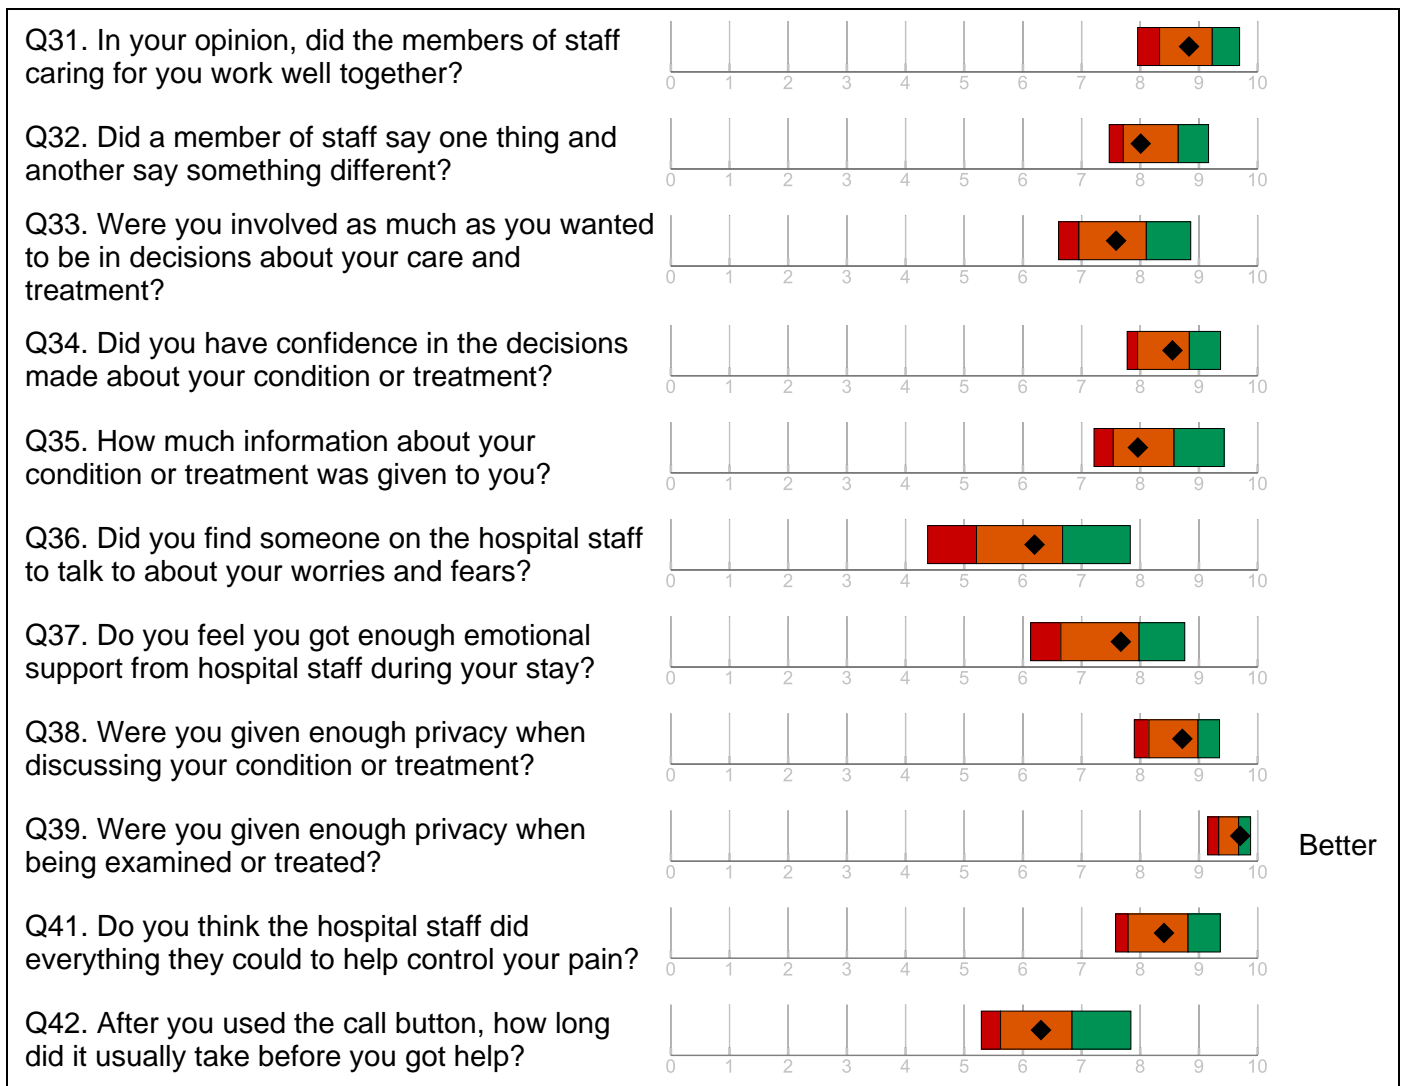 Q31. In your opinion, did the members of staff
caring for you work well together?
0 1 2 3 4 5 6 7 8 9 10
Q32. Did a member of staff say one thing and
another say something different?
0 1 2 3 4 5 6 7 8 9 10
Q33. Were you involved as much as you wanted
to be in decisions about your care and
treatment?
0 1 2 3 4 5 6 7 8 9 10
Q34. Did you have confidence in the decisions
made about your condition or treatment?
0 1 2 3 4 5 6 7 8 9 10
Q35. How much information about your
condition or treatment was given to you?
0 1 2 3 4 5 6 7 8 9 10
Q36. Did you find someone on the hospital staff
to talk to about your worries and fears?
0 1 2 3 4 5 6 7 8 9 10
Q37. Do you feel you got enough emotional
support from hospital staff during your stay?
0 1 2 3 4 5 6 7 8 9 10
Q38. Were you given enough privacy when
discussing your condition or treatment?
0 1 2 3 4 5 6 7 8 9 10
Q39. Were you given enough privacy when
being examined or treated?
0 1 2 3 4 5 6 7 8 9 10
Better
Q41. Do you think the hospital staff did
everything they could to help control your pain?
0 1 2 3 4 5 6 7 8 9 10
Q42. After you used the call button, how long
did it usually take before you got help?
0 1 2 3 4 5 6 7 8 9 10